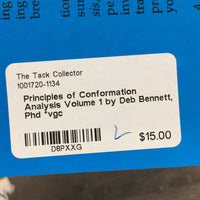 The Tack Collector
1001720-1134
Principles of Conformation
Analysis Volume 1 by Deb Bennett,
Phd *vgc
D8PXXG
$15.00